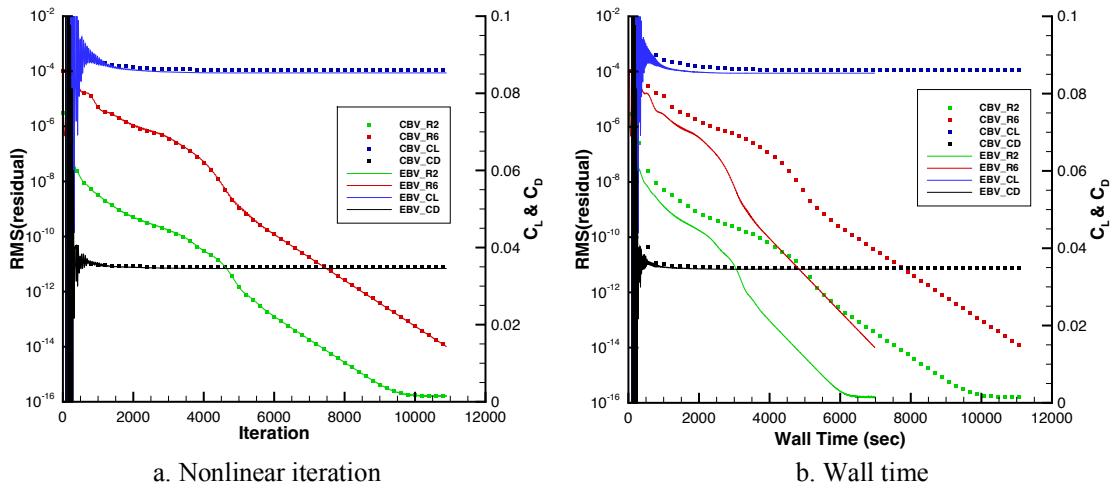 10-2
10-4
10-6
10-8
10-10
10-12
10-14
10-16
RMS(residual)
0.1
0.08
0.06
0.04
0.02
0
CL & CD
CBV_R2
CBV_R6
CBV_CL
CBV_CD
EBV_R2
EBV_R6
EBV_CL
EBV_CD
0 2000 4000 6000 8000 10000 12000
Iteration
a. Nonlinear iteration
10-2
10-4
10-6
10-8
10-10
10-12
10-14
10-16
RMS(residual)
0.1
0.08
0.06
0.04
0.02
0
CL & CD
CBV_R2
CBV_R6
CBV_CL
CBV_CD
EBV_R2
EBV_R6
EBV_CL
EBV_CD
0 2000 4000 6000 8000 10000 12000
Wall Time (sec)
b. Wall time